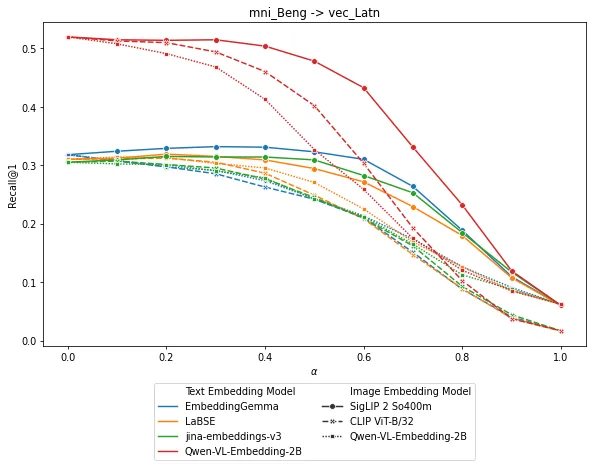 mni_Beng -> vec_Latn
Recall@1
0.5
0.4
0.3
0.2
0.1
0.0
0.0 0.2 0.4 0.6 0.8 1.0
α
Text Embedding Model Image Embedding Model
EmbeddingGemma SigLIP 2 So400m
LaBSE CLIP ViT-B/32
jina-embeddings-v3 Qwen-VL-Embedding-2B
Qwen-VL-Embedding-2B